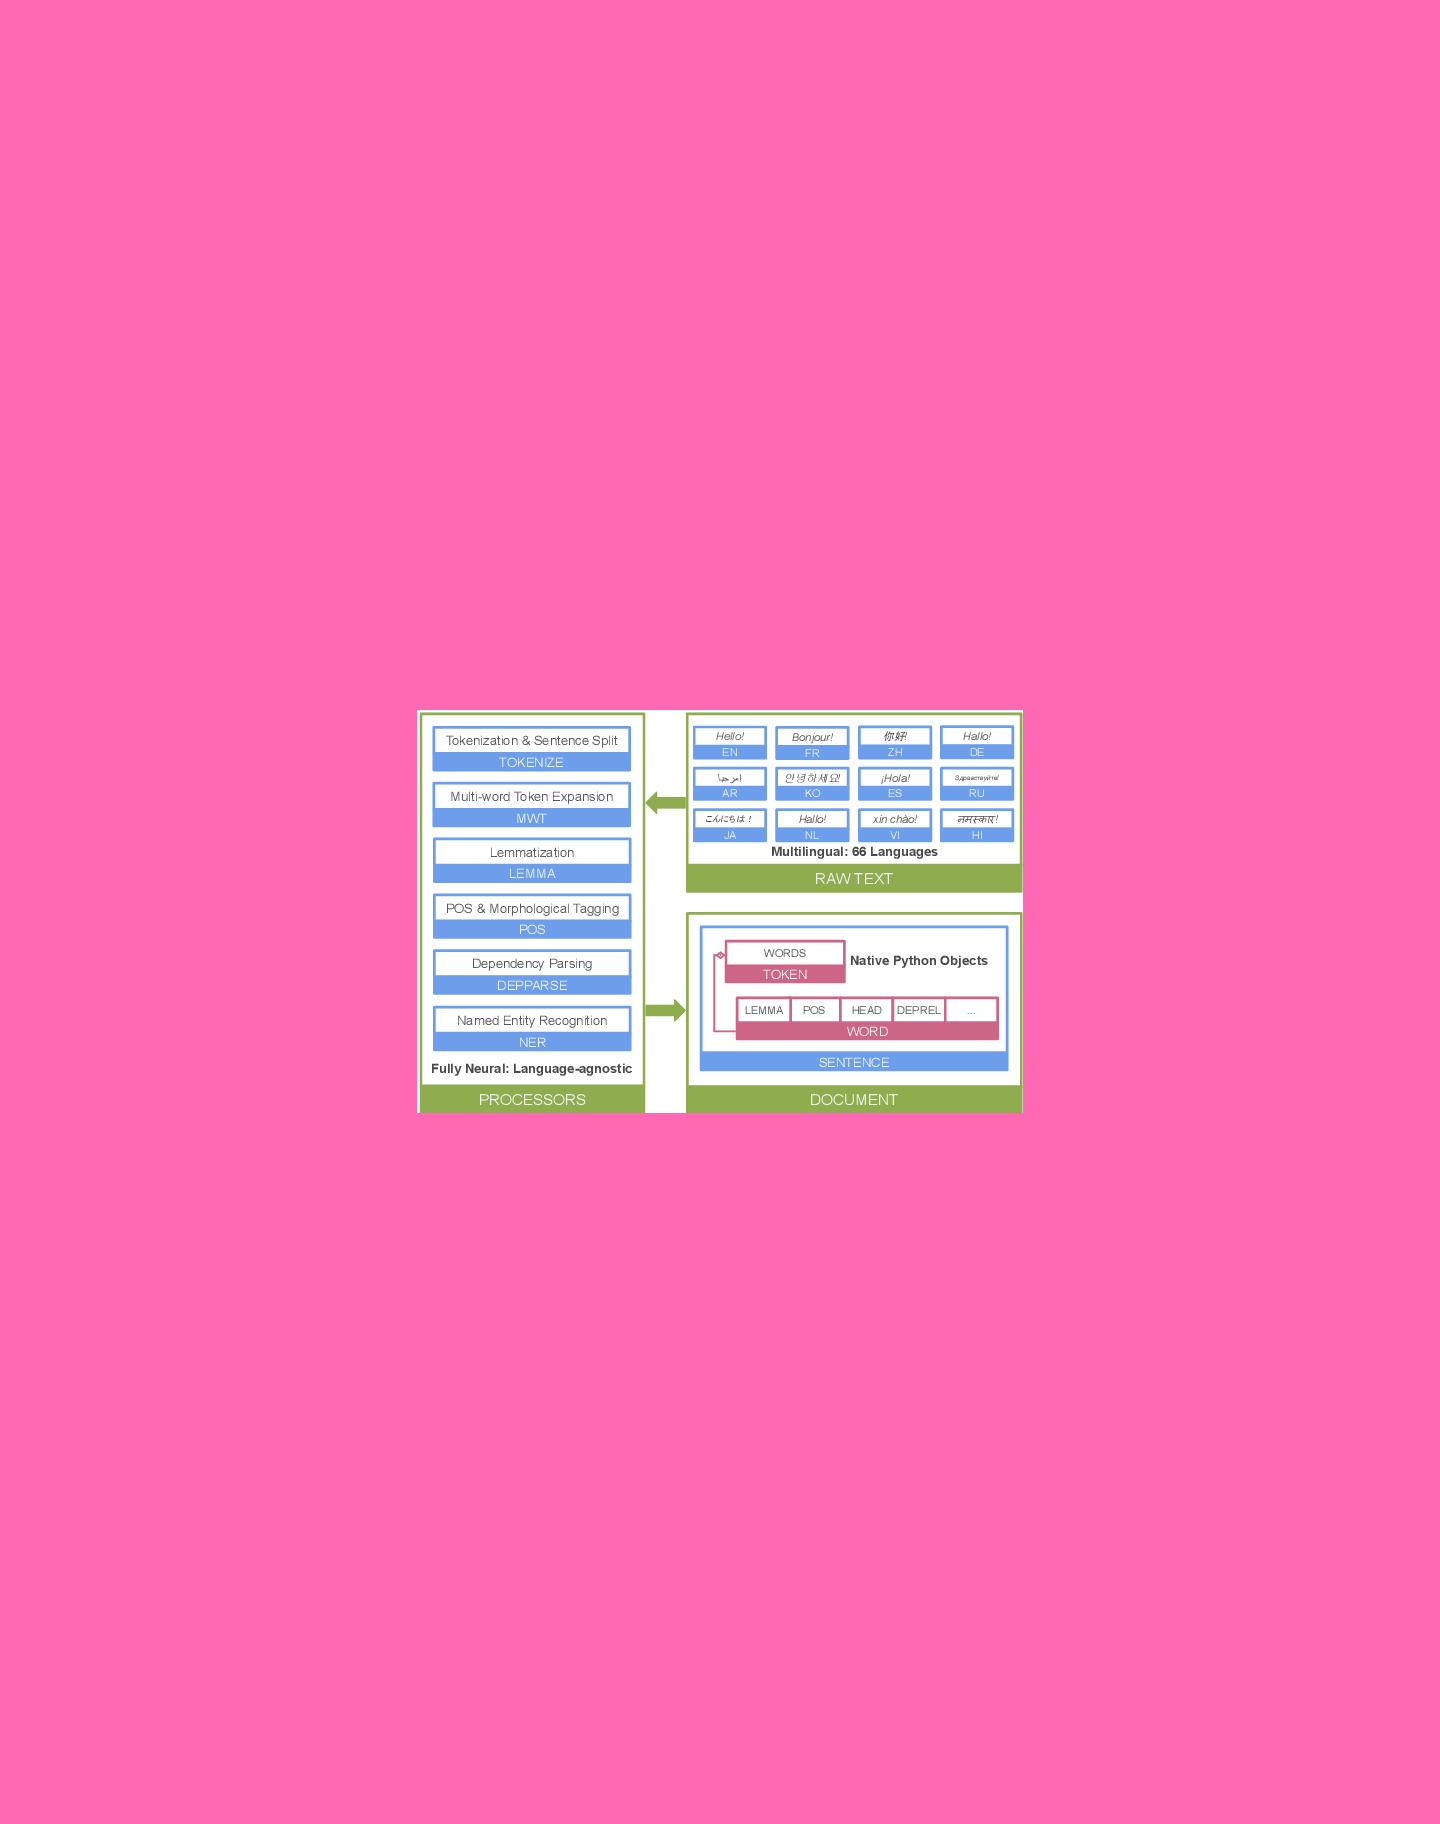 Tokenization & Sentence Split
TOKENIZE
Multi-word Token Expansion
MWT
Lemmatization
LEMMA
POS & Morphological Tagging
POS
Dependency Parsing
DEPPARSE
Named Entity Recognition
NER
Fully Neural: Language-agnostic
PROCESSORS
Hello!
EN
Bonjour!
FR
你好!
ZH
Hallo!
DE
مرحبا!
AR
안녕하세요!
KO
¡Hola!
ES
Здравствуйте!
RU
こんにちは！
JA
Hallo!
NL
xin chào!
VI
नमस्कार!
HI
Multilingual: 66 Languages
RAW TEXT
WORDS
TOKEN
Native Python Objects
LEMMA POS HEAD DEPREL ...
WORD
SENTENCE
DOCUMENT